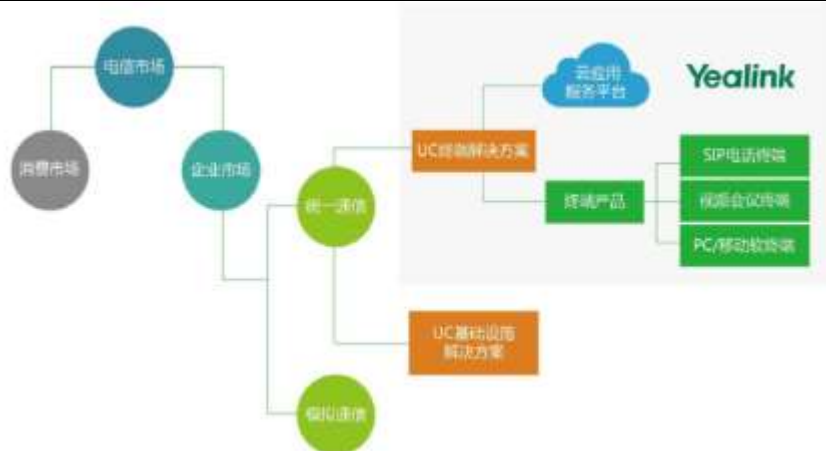 电信市场
云应用
服务平台
Yealink
消费市场
企业市场
UC终端解决方案
SIP电话终端
统一通信
终端产品
视频会议终端
PC/移动软终端
UC基础设施
解决方案
模拟通信